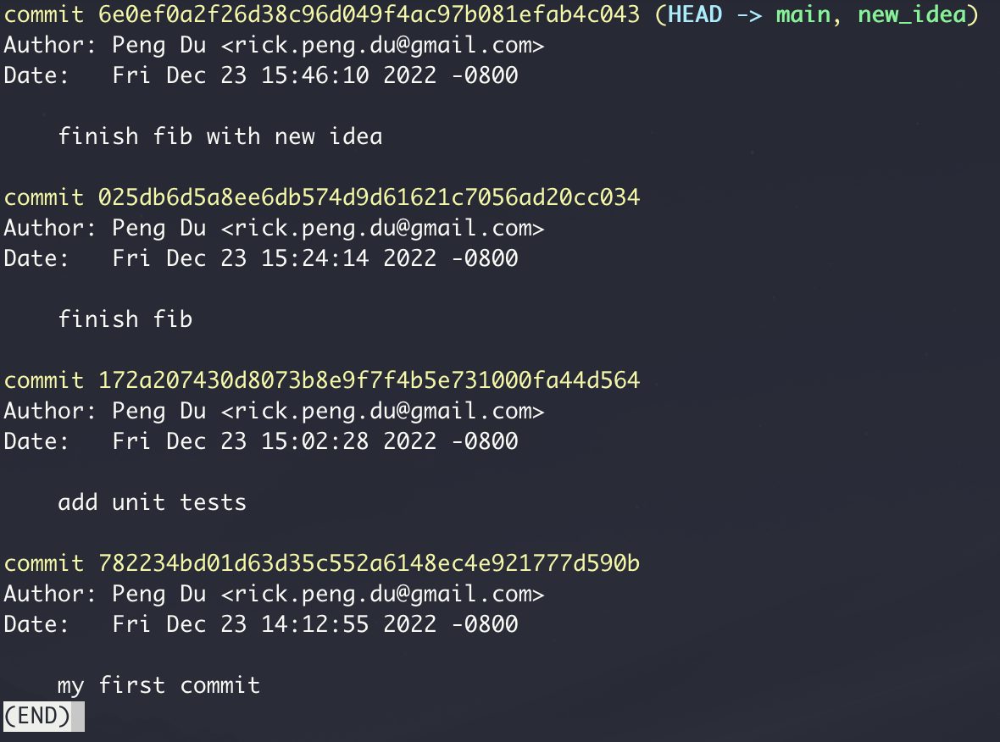 commit 6e0ef0a2f26d38c96d049f4ac97b081efab4c043 (HEAD -> main, new_idea)
Author: Peng Du <rick.peng.du@gmail.com>
Date:   Fri Dec 23 15:46:10 2022 -0800
    finish fib with new idea
commit 025db6d5a8ee6db574d9d61621c7056ad20cc034
Author: Peng Du <rick.peng.du@gmail.com>
Date:   Fri Dec 23 15:24:14 2022 -0800
    finish fib
commit 172a207430d8073b8e9f7f4b5e731000fa44d564
Author: Peng Du <rick.peng.du@gmail.com>
Date:   Fri Dec 23 15:02:28 2022 -0800
    add unit tests
commit 782234bd01d63d35c552a6148ec4e921777d590b
Author: Peng Du <rick.peng.du@gmail.com>
Date:   Fri Dec 23 14:12:55 2022 -0800
    my first commit
(END)